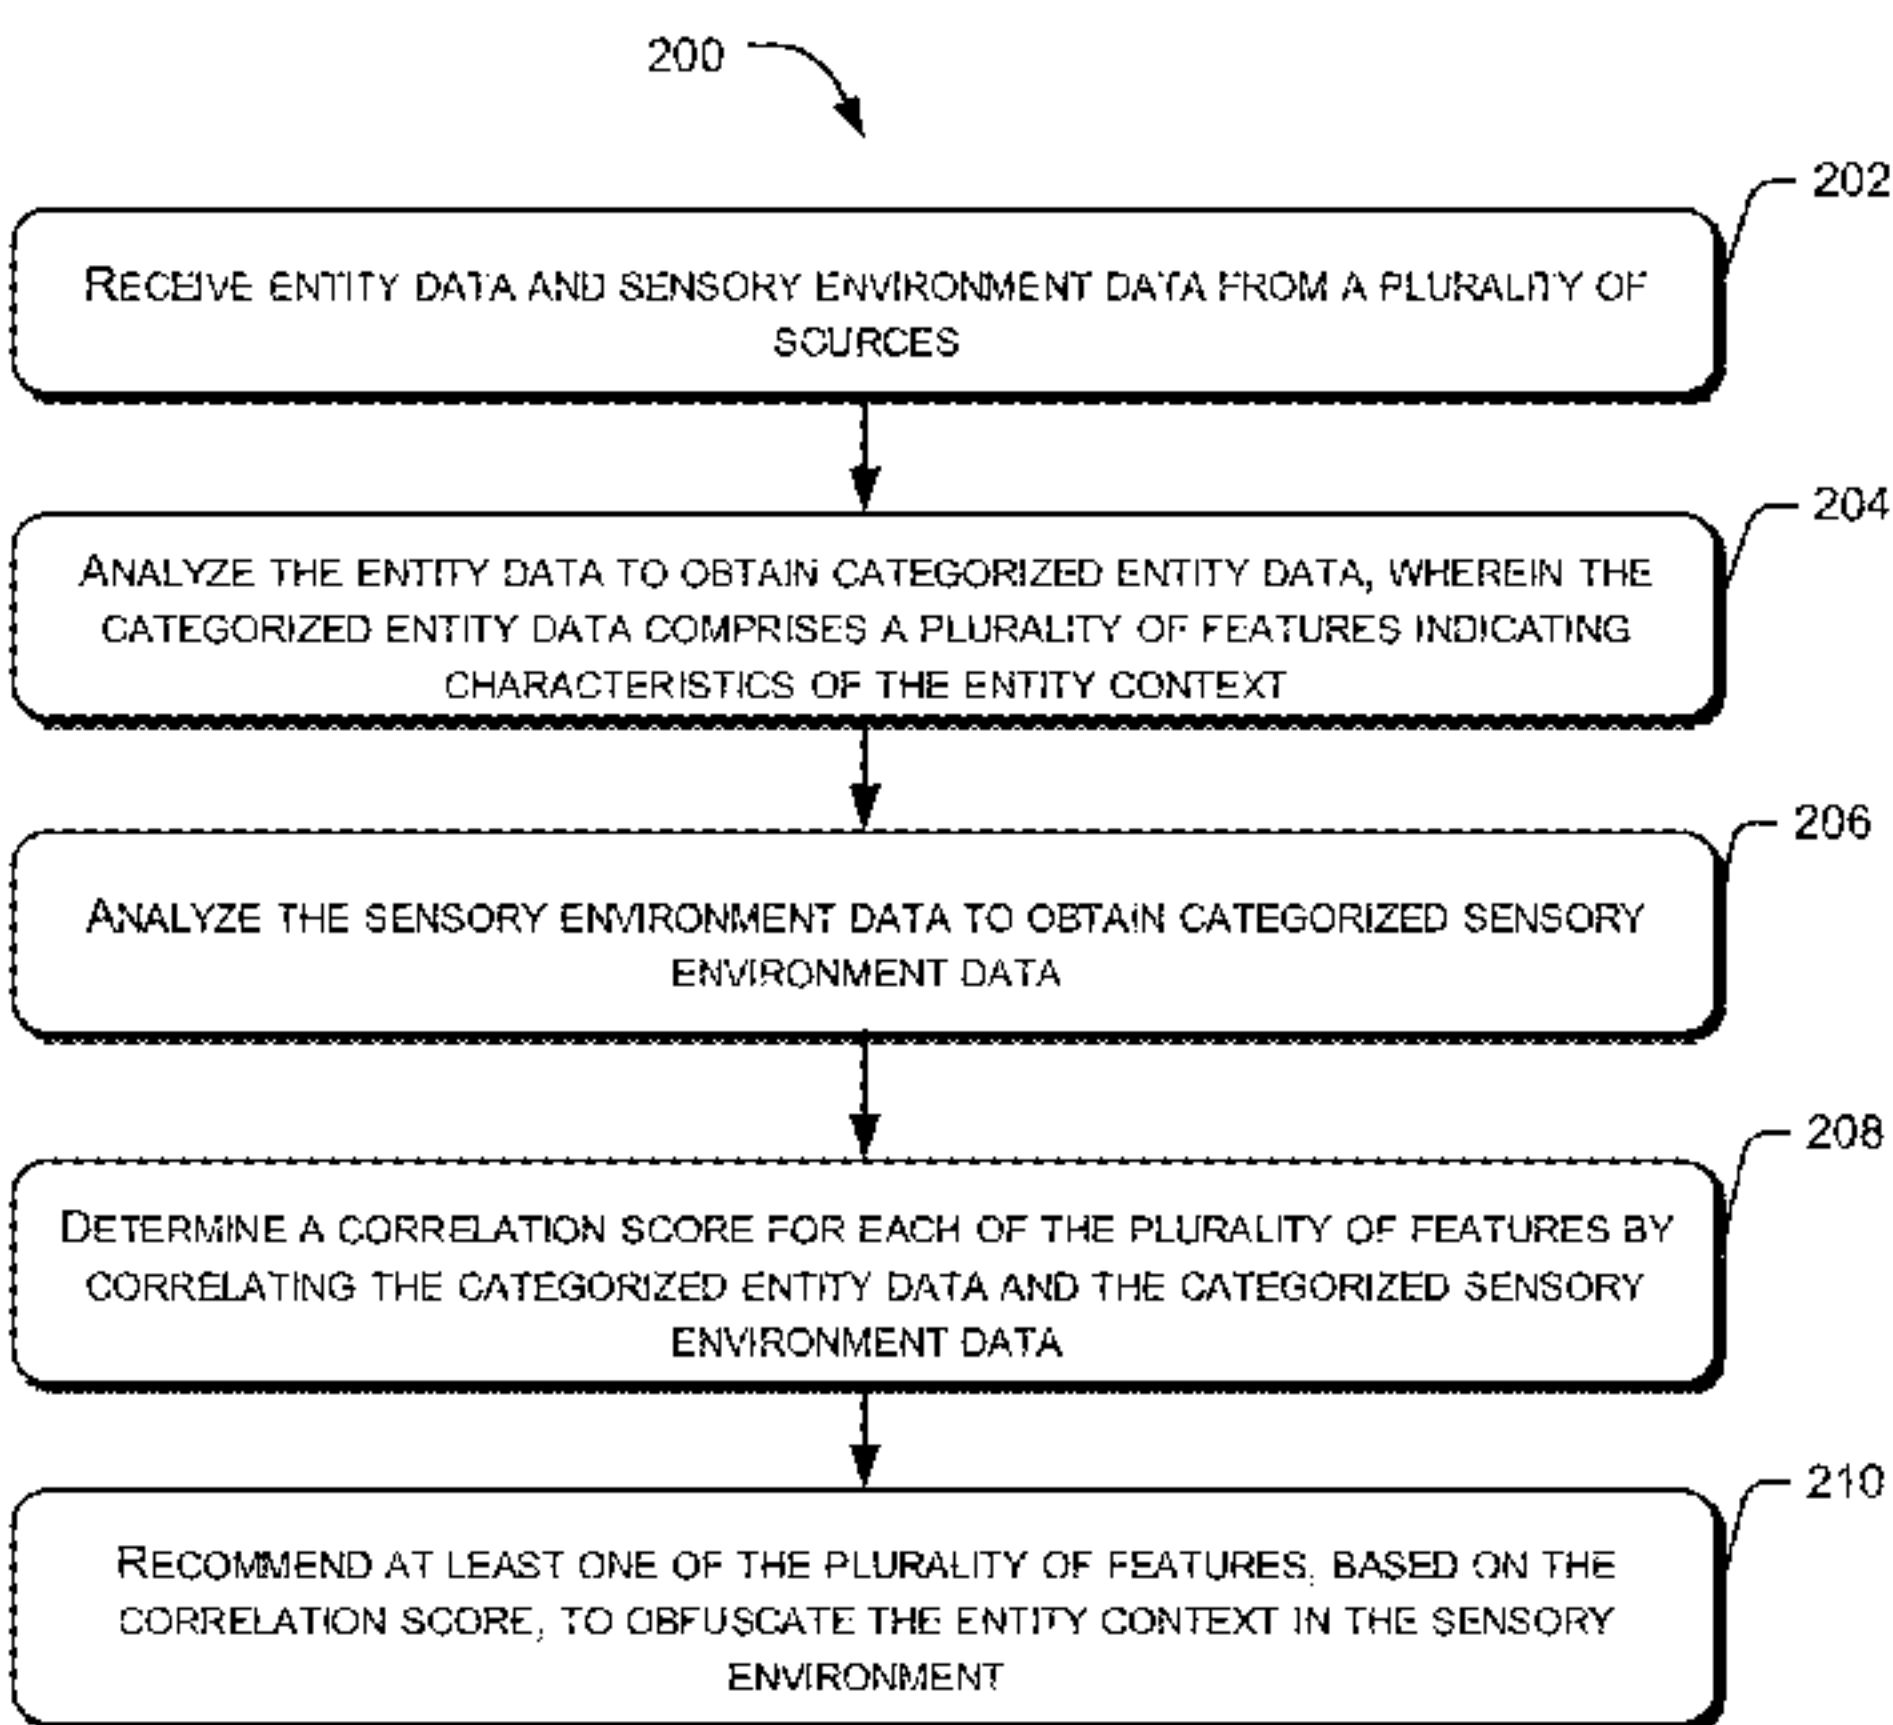 200
202
RECEIVE ENTITY DATA AND SENSORY ENVIRONMENT DATA FROM A PLURALITY OF
SOURCES
204
ANALYZE THE ENTITY DATA TO OBTAIN CATEGORIZED ENTITY DATA, WHEREIN THE
CATEGORIZED ENTITY DATA COMPRISES A PLURALITY OF FEATURES INDICATING
CHARACTERISTICS OF THE ENTITY CONTEXT
206
ANALYZE THE SENSORY ENVIRONMENT DATA TO OBTAIN CATEGORIZED SENSORY
ENVIRONMENT DATA
208
DETERMINE A CORRELATION SCORE FOR EACH OF THE PLURALITY OF FEATURES BY
CORRELATING THE CATEGORIZED ENTITY DATA AND THE CATEGORIZED SENSORY
ENVIRONMENT DATA
210
RECOMMEND AT LEAST ONE OF THE PLURALITY OF FEATURES, BASED ON THE
CORRELATION SCORE, TO OBFUSCATE THE ENTITY CONTEXT IN THE SENSORY
ENVIRONMENT